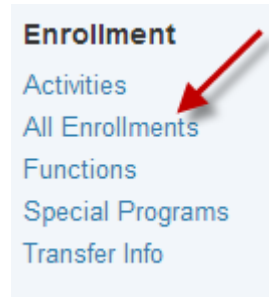 Enrollment
Activities
All Enrollments
Functions
Special Programs
Transfer Info